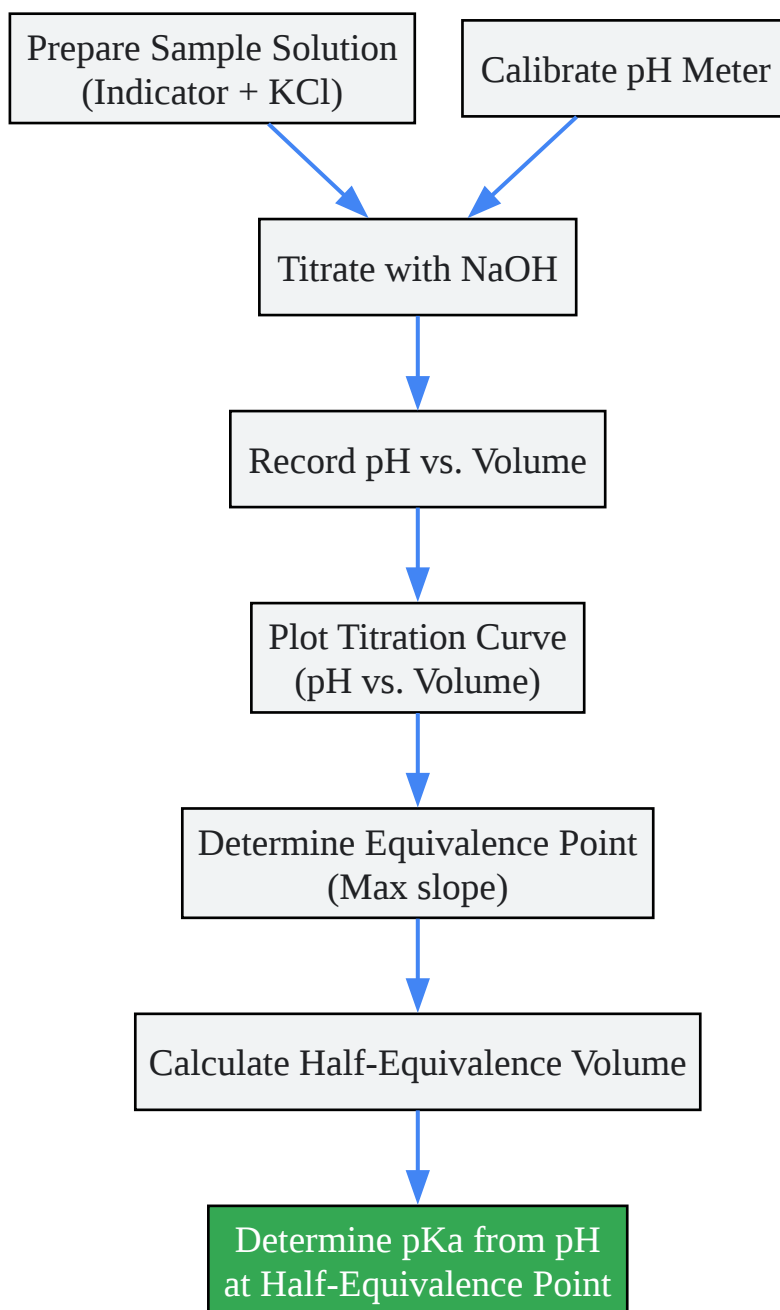 Prepare Sample Solution
(Indicator + KCl)
Calibrate pH Meter
Titrate with NaOH
Record pH vs. Volume
Plot Titration Curve
(pH vs. Volume)
Determine Equivalence Point
(Max slope)
Calculate Half-Equivalence Volume
Determine pKa from pH
at Half-Equivalence Point